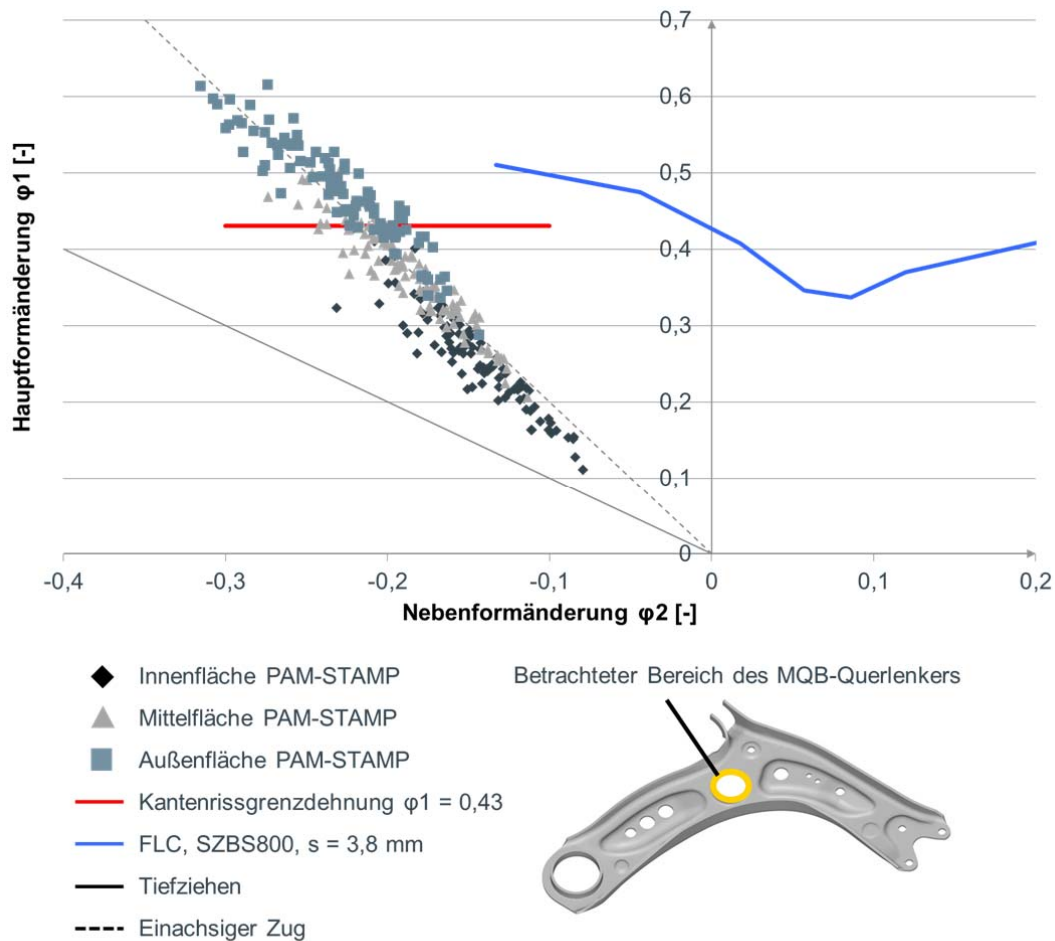 0,7
0,6
0,5
0,4
0,3
0,2
0,1
0
Hauptformänderung φ1 [-]
-0,4 -0,3 -0,2 -0,1 0 0,1 0,2
Nebenformänderung φ2 [-]
Innenfläche PAM-STAMP
Mittelfläche PAM-STAMP
Außenfläche PAM-STAMP
Kantenrissgrenzdehnung φ1 = 0,43
FLC, SZBS800, s = 3,8 mm
Tiefziehen
Einachsiger Zug
Betrachteter Bereich des MQB-Querlenkers